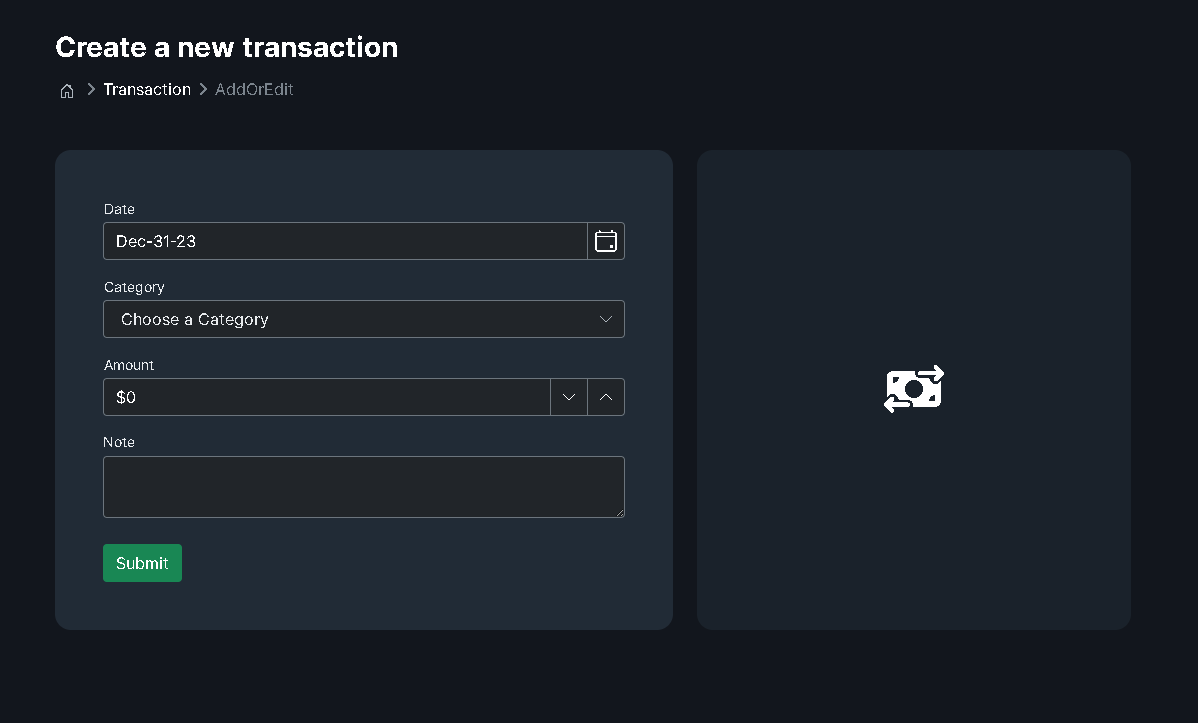 Create a new transaction
Transaction AddOrEdit
Date
Dec-31-23
Category
Choose a Category
Amount
$0
Note
Submit